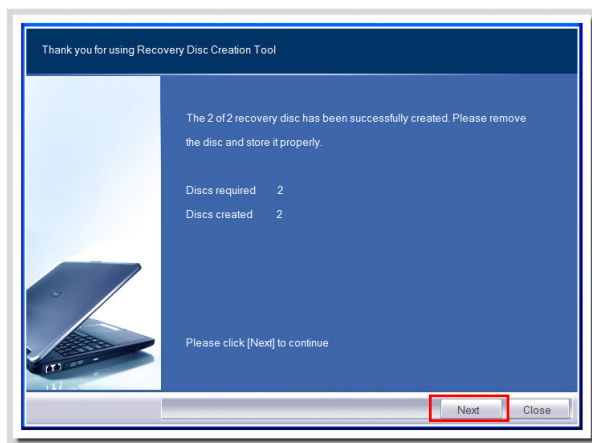 Thank you for using Recovery Disc Creation Tool
The 2 of 2 recovery disc has been successfully created. Please remove
the disc and store it properly.
Discs required 2
Discs created 2
Please click [Next] to continue
Next Close